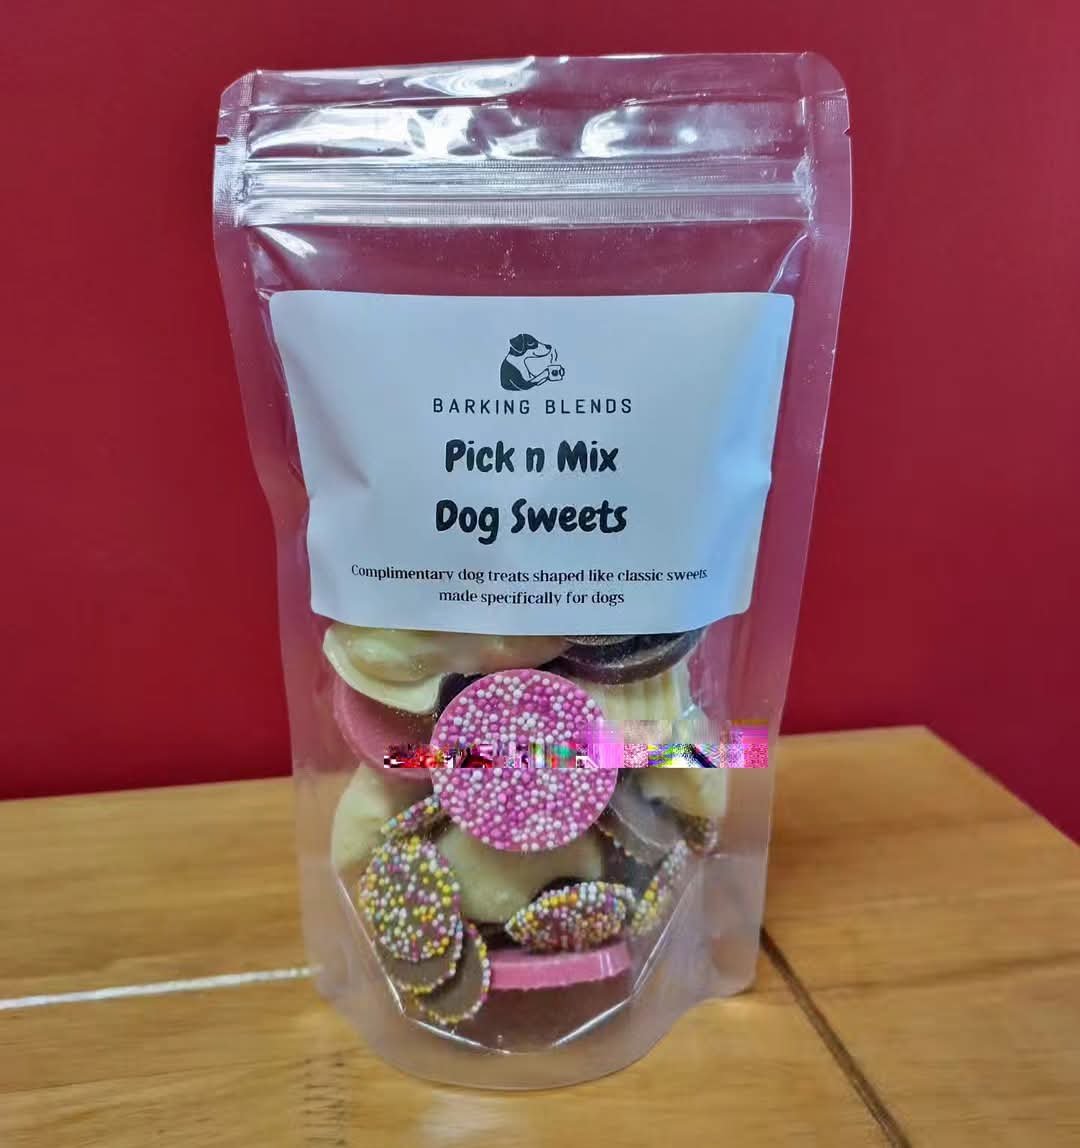 BARKING BLENDS
Pick n Mix
Dog Sweets
Complimentary dog treats shaped like classic sweets
made specifically for dogs